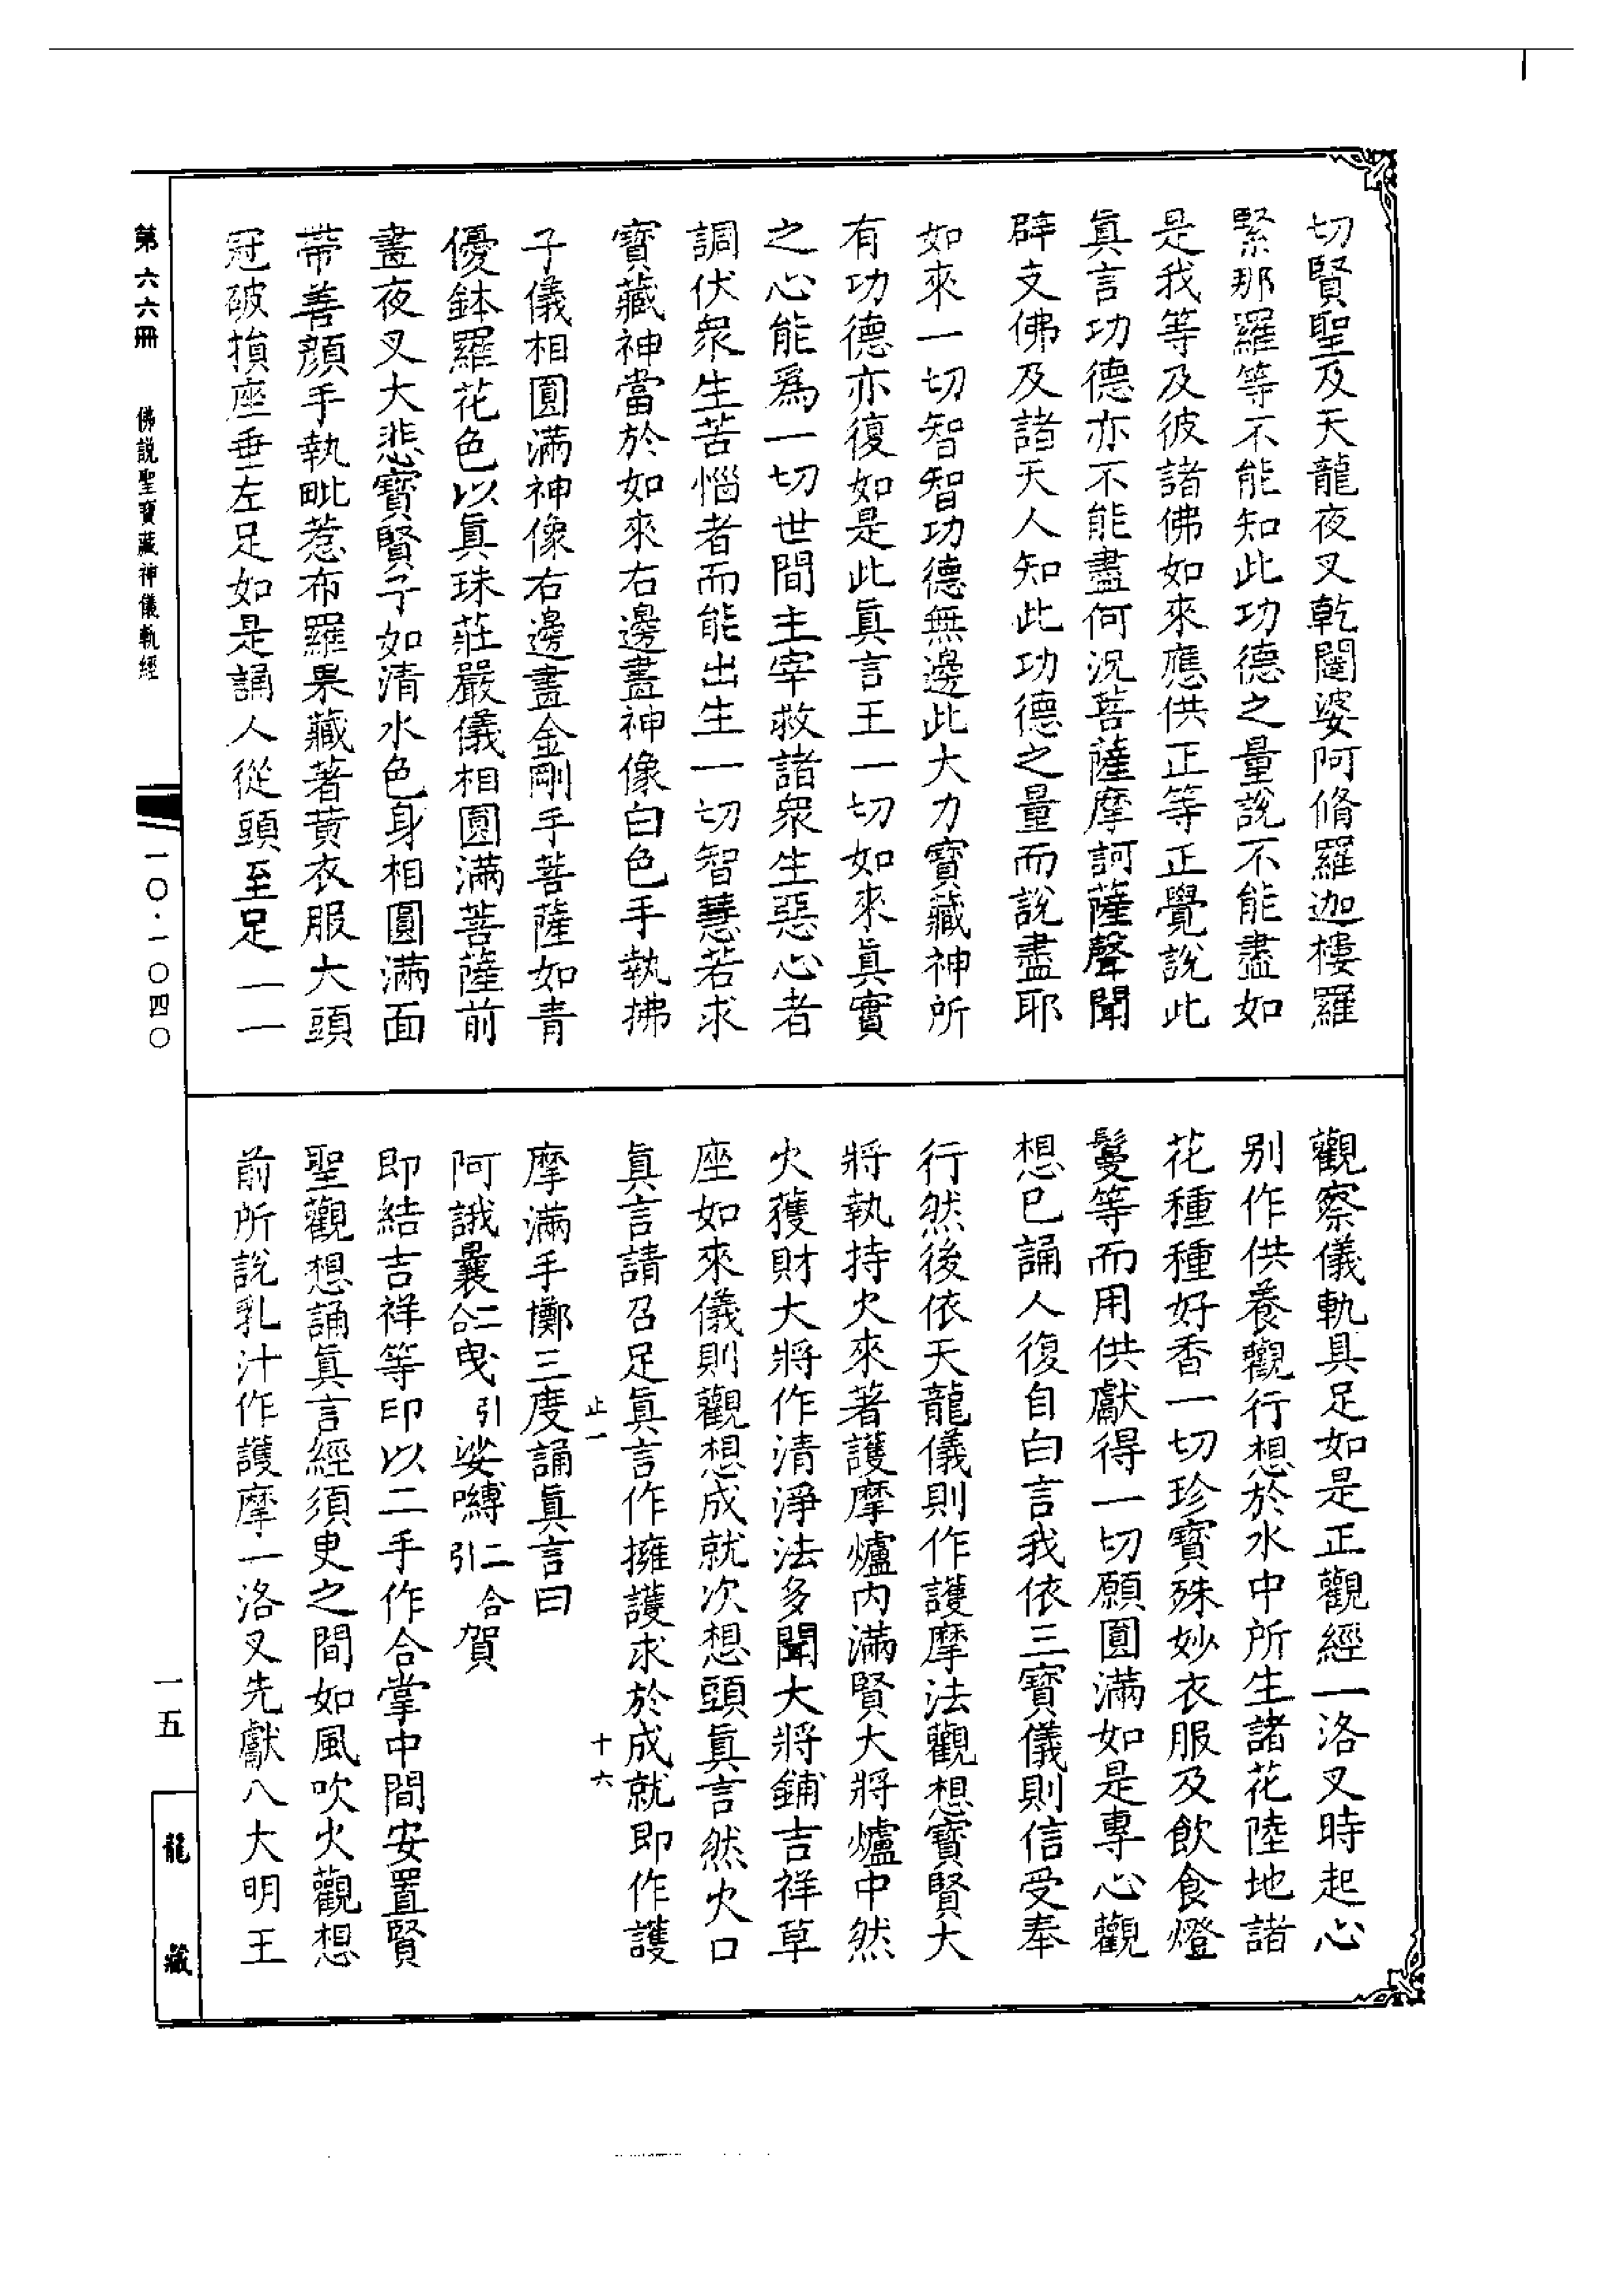 切賢聖及天龍夜叉乾闥婆阿脩羅迦樓羅
緊那羅等不能知此功德之量說不能盡如
是我等及彼諸佛如來應供正等正覺說此
眞言功德亦不能盡何況菩薩摩訶薩聲聞
辟支佛及諸天人知此功德之量而說盡耶
如來一切智智功德無邊此大力寳藏神所
有功德亦復如是此眞言王一切如來眞實
之心能爲一切世間主宰救諸衆生惡心者
調伏衆生苦惱者而能出生一切智慧若求
寳藏神當於如來右邊畫神像白色手執拂
子儀相圓滿神像右邊畫金剛手菩薩如青
優鉢羅花色以眞珠莊嚴儀相圓滿菩薩前
畫夜叉大悲寳賢子如清水色身相圓滿面
帶善顏手執毗惹布羅果藏著黄衣服大頭
冠破損座垂左足如是誦人從頭至足一一
觀察儀軌具足如是正觀經一洛叉時起心
別作供養觀行想於水中所生諸花陸地諸
花種種好香一切珍寳殊妙衣服及飲食燈
鬘等而用供獻得一切願圓滿如是專心觀
想已誦人復自白言我依三寳儀則信受奉
行然後依天龍儀則作護摩法觀想寳賢大
將執持火來著護摩爐内滿賢大將爐中然
火獲財大將作清淨法多聞大將鋪吉祥草
座如來儀則觀想成就次想頭眞言然火口
眞言請召足眞言作擁護求於成就即作護
止一 十六
摩滿手擲三度誦眞言曰
阿誐曩二合曳引娑嚩二合引賀
即結吉祥等印以二手作合掌中間安置賢
聖觀想誦眞言經須臾之間如風吹火觀想
前所說乳汁作護摩一洛叉先獻八大明王
第六六冊 佛説聖寶藏神儀軌經
一〇·一〇四〇
一五
龍藏